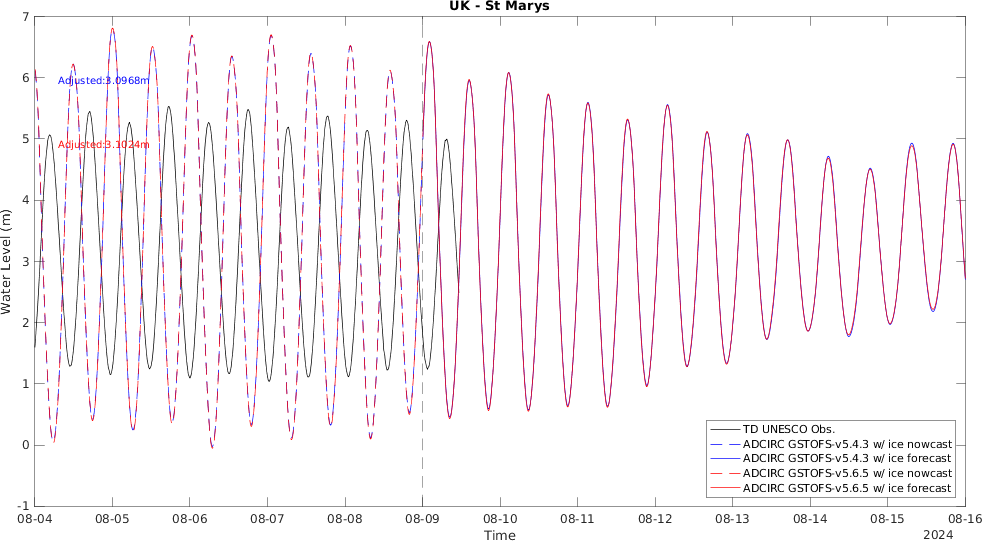 UK - St Marys
7
6
5
4
3
2
1
0
-1
Water Level (m)
Adjusted:3.0968m
Adjusted:3.1024m
TD UNESCO Obs.
ADCIRC GSTOFS-v5.4.3 w/ ice nowcast
ADCIRC GSTOFS-v5.4.3 w/ ice forecast
ADCIRC GSTOFS-v5.6.5 w/ ice nowcast
ADCIRC GSTOFS-v5.6.5 w/ ice forecast
08-04 08-05 08-06 08-07 08-08 08-09 08-10 08-11 08-12 08-13 08-14 08-15 08-16
Time
2024